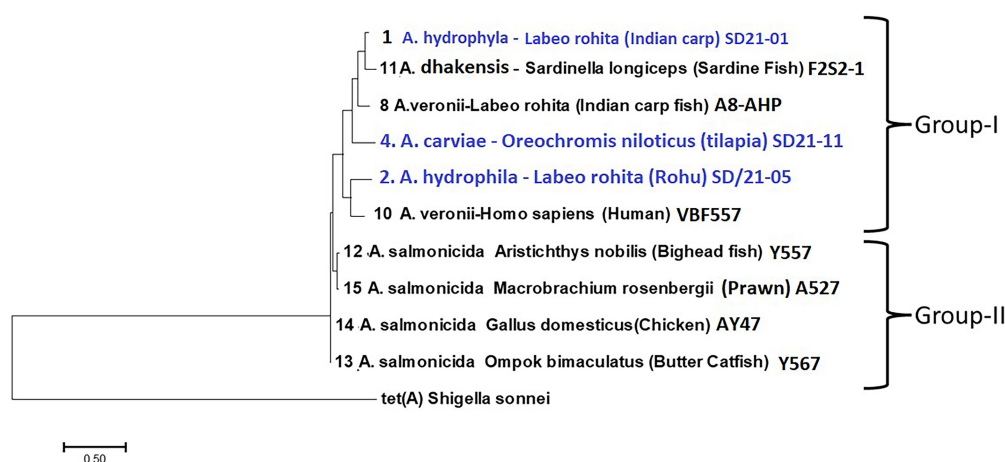 1 A. hydrophyla - Labeo rohita (Indian carp) SD21-01
11A. dhakensis - Sardinella longiceps (Sardine Fish) F2S2-1
8 A.veronii-Labeo rohita (Indian carp fish) A8-AHP
Group-I
4. A. carviae - Oreochromis niloticus (tilapia) SD21-11
2. A. hydrophila - Labeo rohita (Rohu) SD/21-05
10 A. veronii-Homo sapiens (Human) VBF557
12 A. salmonicida Aristichthys nobilis (Bighead fish) Y557
15 A. salmonicida Macrobrachium rosenbergii (Prawn) A527
Group-II
14 A. salmonicida Gallus domesticus(Chicken) AY47
13 A. salmonicida Ompok bimaculatus (Butter Catfish) Y567
tet(A) Shigella sonnei
0.50